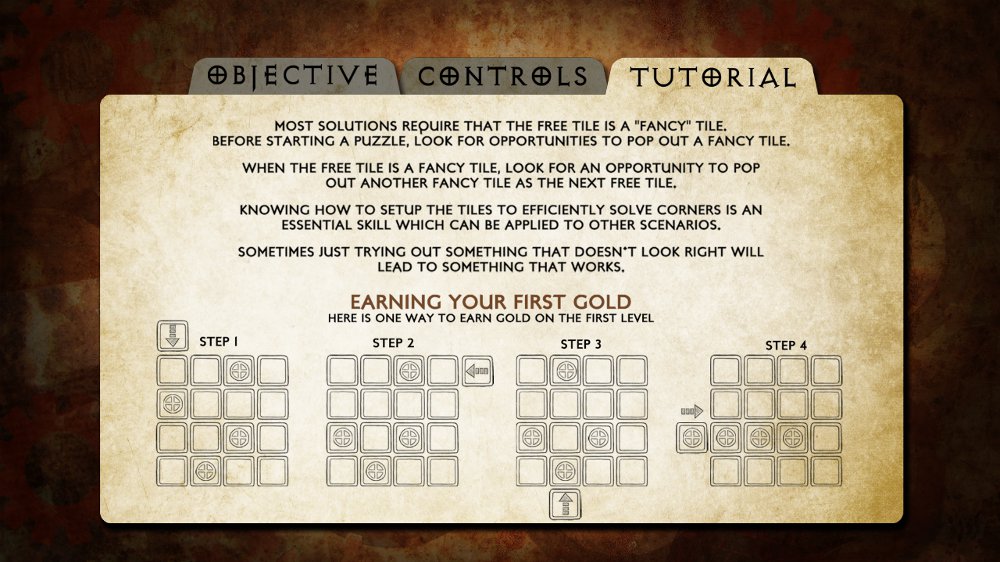 OBJECTIVE
CONTROLS
TUTORIAL
MOST SOLUTIONS REQUIRE THAT THE FREE TILE IS A "FANCY" TILE.
BEFORE STARTING A PUZZLE, LOOK FOR OPPORTUNITIES TO POP OUT A FANCY TILE.
WHEN THE FREE TILE IS A FANCY TILE, LOOK FOR AN OPPORTUNITY TO POP
OUT ANOTHER FANCY TILE AS THE NEXT FREE TILE.
KNOWING HOW TO SETUP THE TILES TO EFFICIENTLY SOLVE CORNERS IS AN
ESSENTIAL SKILL WHICH CAN BE APPLIED TO OTHER SCENARIOS.
SOMETIMES JUST TRYING OUT SOMETHING THAT DOESN"T LOOK RIGHT WILL
LEAD TO SOMETHING THAT WORKS.
EARNING YOUR FIRST GOLD
HERE IS ONE WAY TO EARN GOLD ON THE FIRST LEVEL
STEP 1
STEP 2
STEP 3
STEP 4